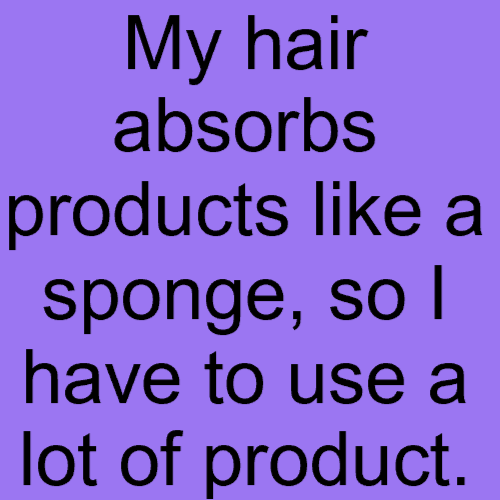 My hair
absorbs
products like a
sponge, so I
have to use a
lot of product.